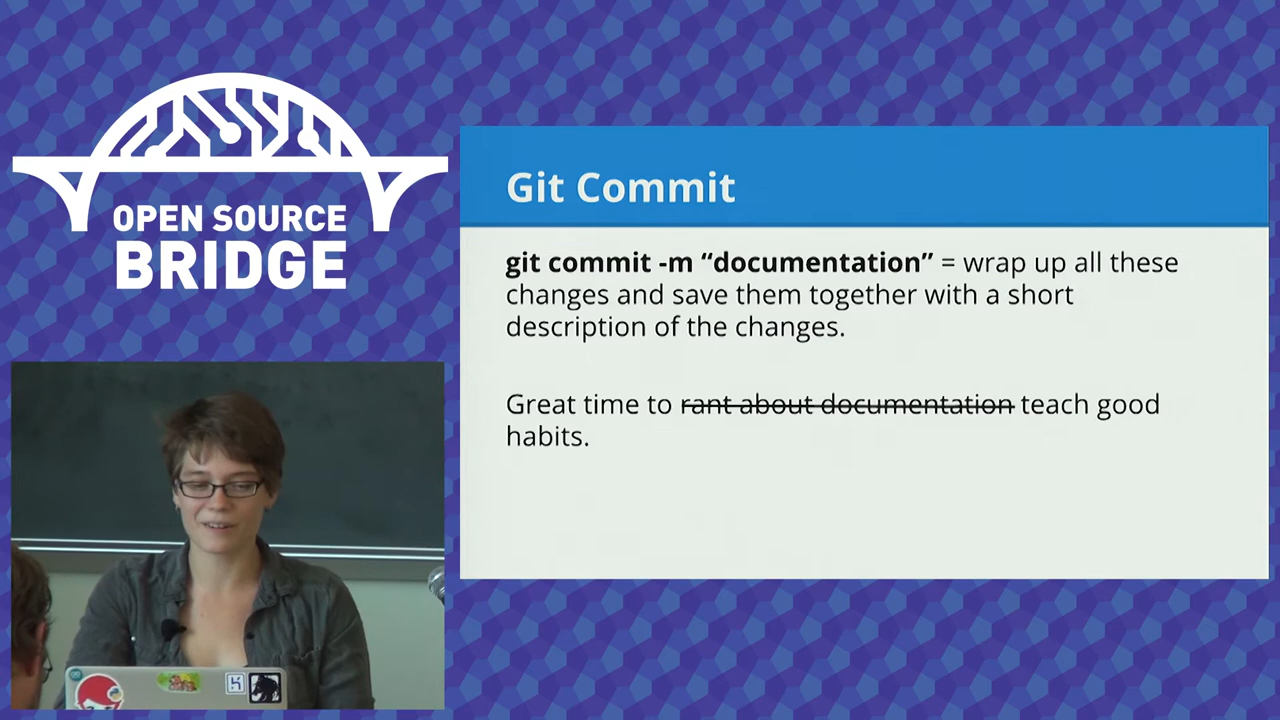 OPEN SOURCE
BRIDGE
Git Commit
git commit -m “documentation” = wrap up all these
changes and save them together with a short
description of the changes.
Great time to rant about documentation teach good
habits.